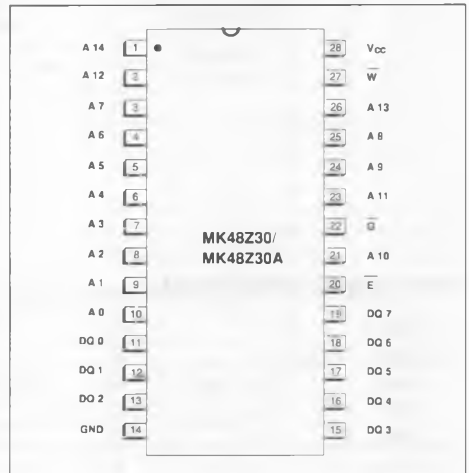 A 14 1 28 Vcc
A 12 2 27 W
A 7 3 26 A 13
A 6 4 25 A 8
A 5 5 24 A 9
A 4 6 23 A 11
A 3 7 22 G
MK48Z30/
A 2 8 21 A 10
MK48Z30A
A 1 9 20 E
A 0 10 19 DQ 7
DQ 0 11 18 DQ 6
DQ 1 12 17 DQ 5
DQ 2 13 16 DQ 4
GND 14 15 DQ 3